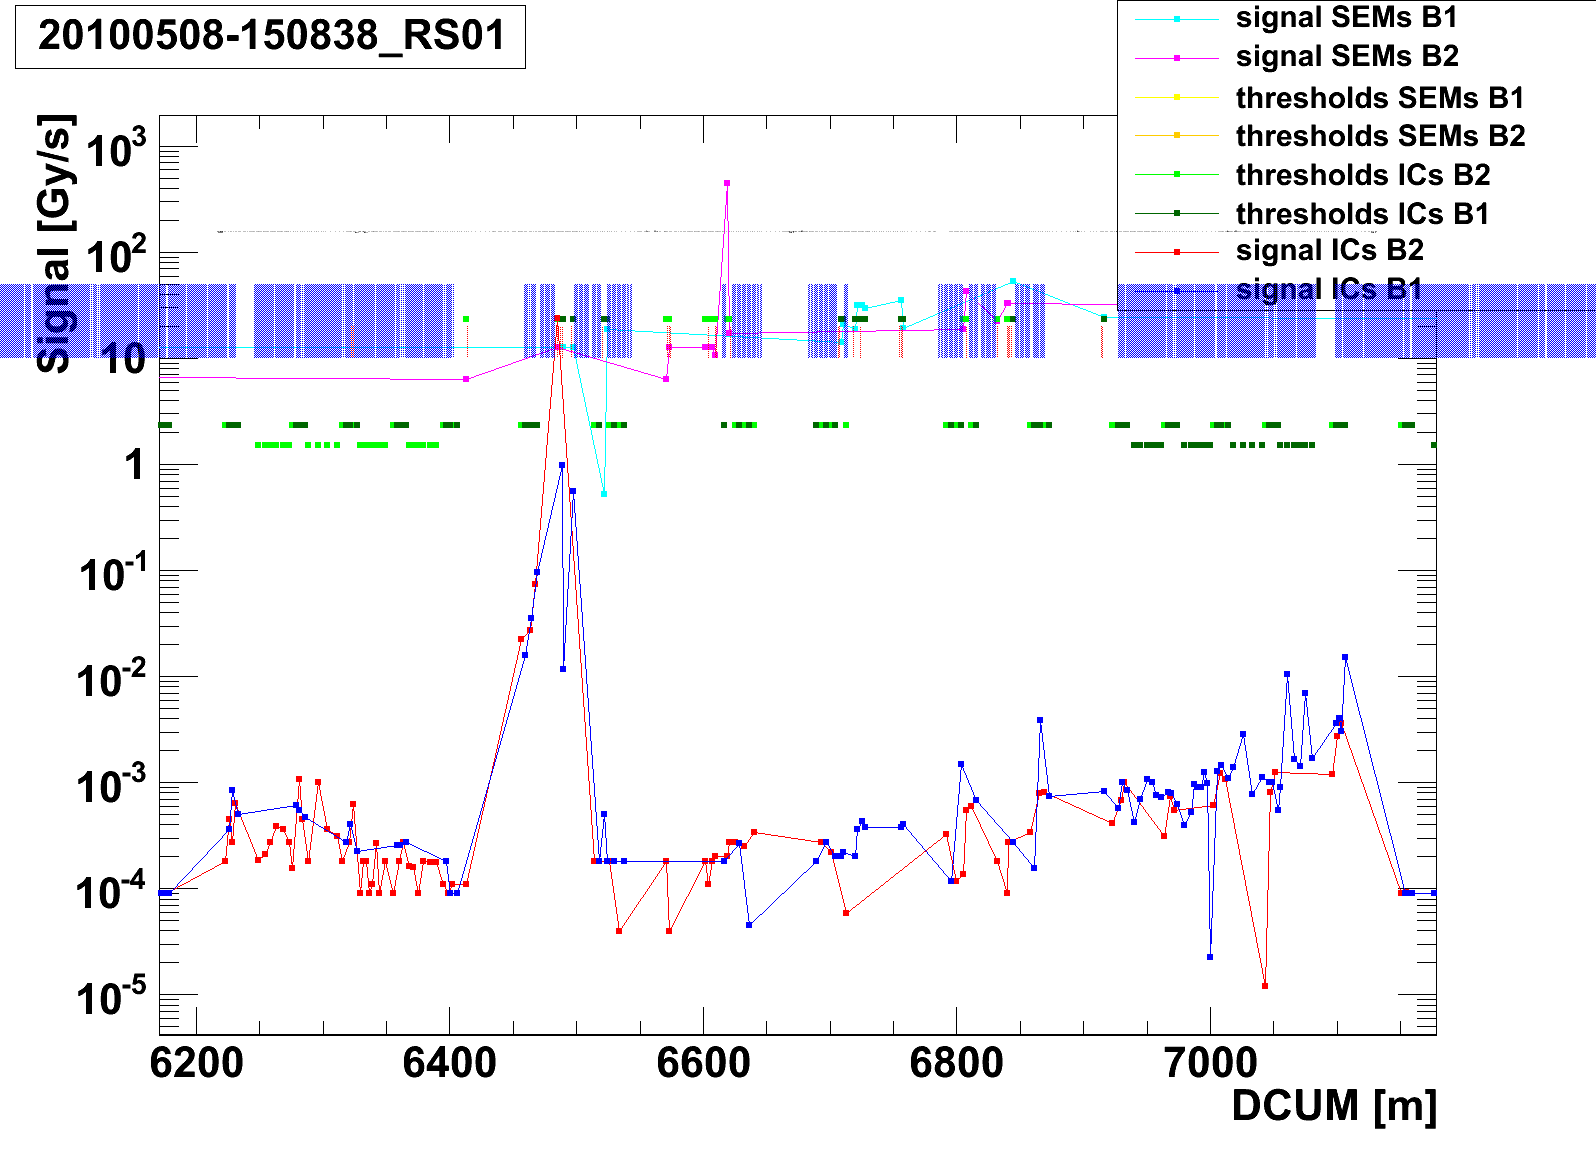 20100508-150838_RS01
signal SEMs B1
signal SEMs B2
thresholds SEMs B1
thresholds SEMs B2
thresholds ICs B2
thresholds ICs B1
signal ICs B2
signal ICs B1
Signal [Gy/s]
10³
10²
10
1
10⁻¹
10⁻²
10⁻³
10⁻⁴
10⁻⁵
6200 6400 6600 6800 7000
DCUM [m]